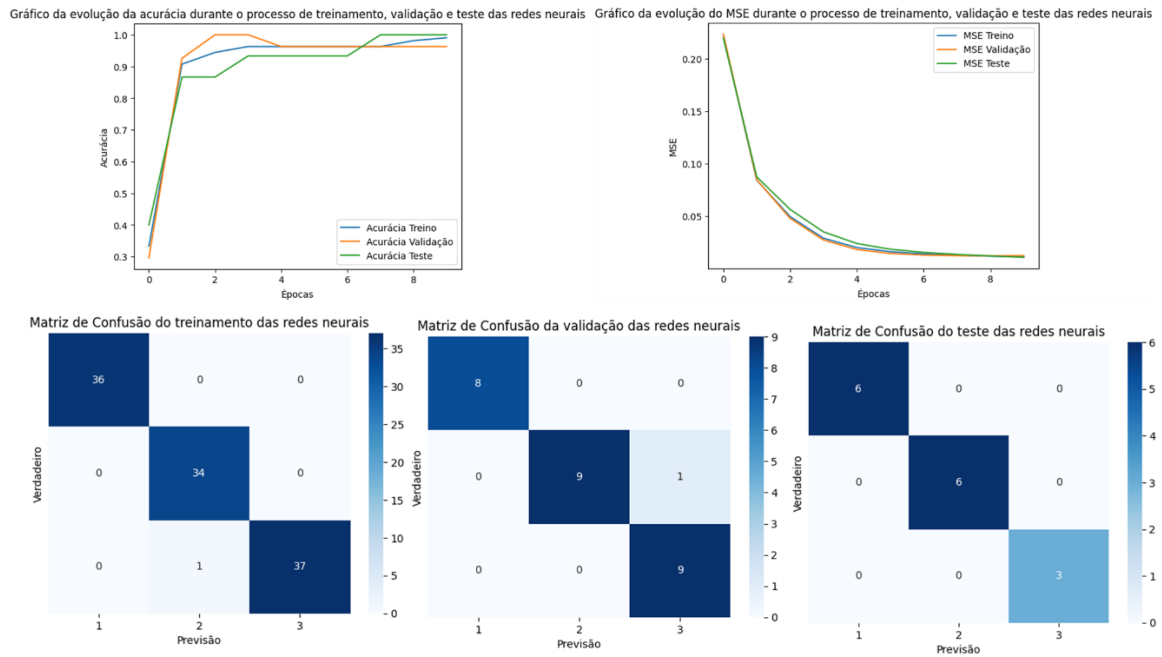 Gráfico da evolução da acurácia durante o processo de treinamento, validação e teste das redes neurais
1.0
0.9
0.8
0.7
0.6
0.5
0.4
0.3
Acurácia
Acurácia Treino
Acurácia Validação
Acurácia Teste
0 2 4 6 8
Épocas
Gráfico da evolução do MSE durante o processo de treinamento, validação e teste das redes neurais
MSE Treino
MSE Validação
MSE Teste
0.20
0.15
0.10
0.05
MSE
0 2 4 6 8
Épocas
Matriz de Confusão do treinamento das redes neurais
Verdadeiro
36 0 0
0 34 0
0 1 37
1 2 3
Previsão
35
30
25
20
15
10
5
0
Matriz de Confusão da validação das redes neurais
Verdadeiro
8 0 0
0 9 1
0 0 9
1 2 3
Previsão
9
8
7
6
5
4
3
2
1
0
Matriz de Confusão do teste das redes neurais
Verdadeiro
6 0 0
0 6 0
0 0 3
1 2 3
Previsão
6
5
4
3
2
1
0